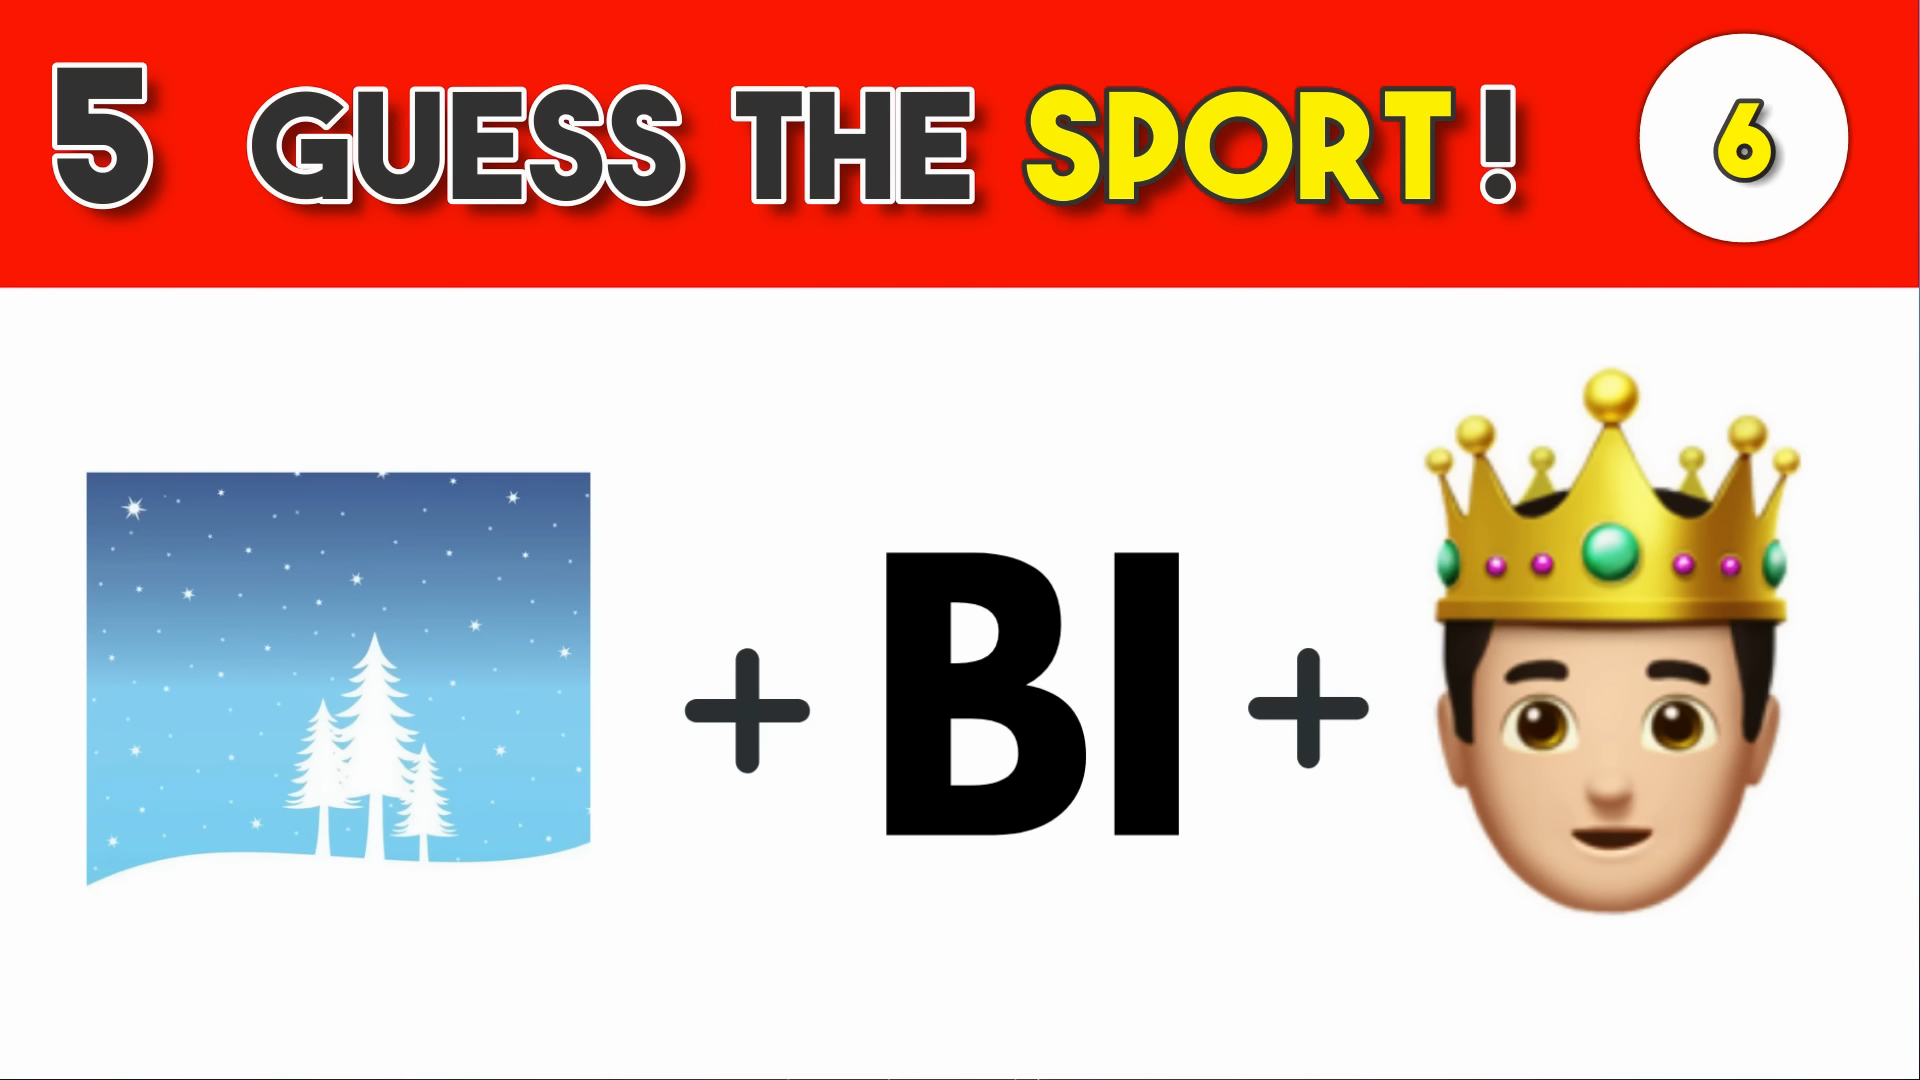 5 GUESS THE SPORT! 6
+ BI +